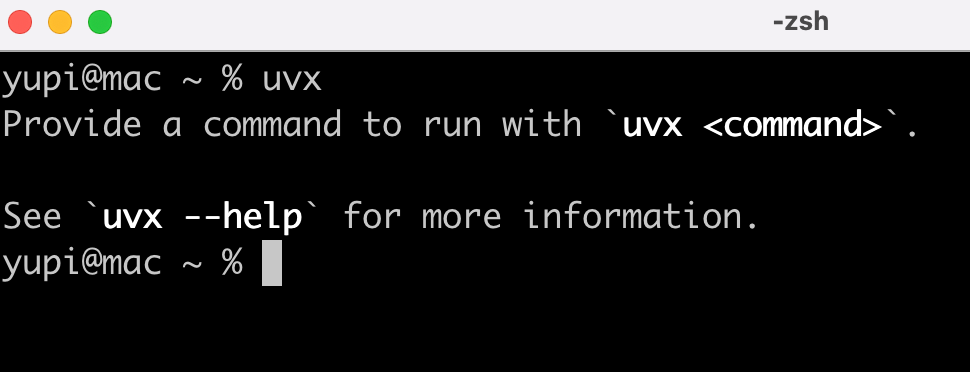 -zsh
yupi@mac ~ % uvx
Provide a command to run with `uvx <command>`.
See `uvx --help` for more information.
yupi@mac ~ %